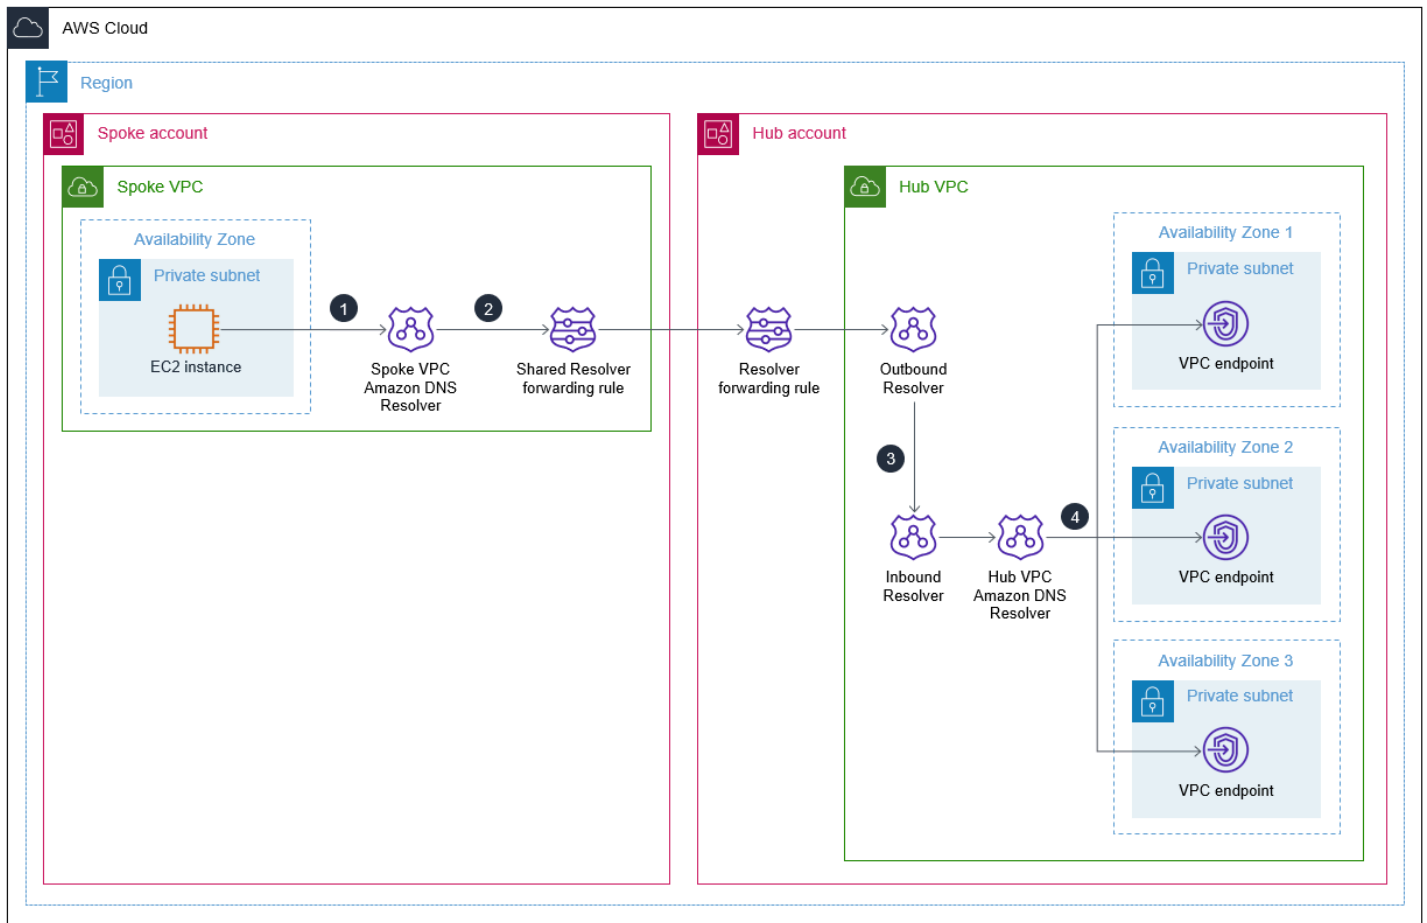 AWS Cloud
Region
Spoke account
Spoke VPC
Availability Zone
Private subnet
EC2 instance
1
Spoke VPC
Amazon DNS
Resolver
2
Shared Resolver
forwarding rule
Hub account
Resolver
forwarding rule
Hub VPC
Outbound
Resolver
3
Inbound
Resolver
Hub VPC
Amazon DNS
Resolver
4
Availability Zone 1
Private subnet
VPC endpoint
Availability Zone 2
Private subnet
VPC endpoint
Availability Zone 3
Private subnet
VPC endpoint